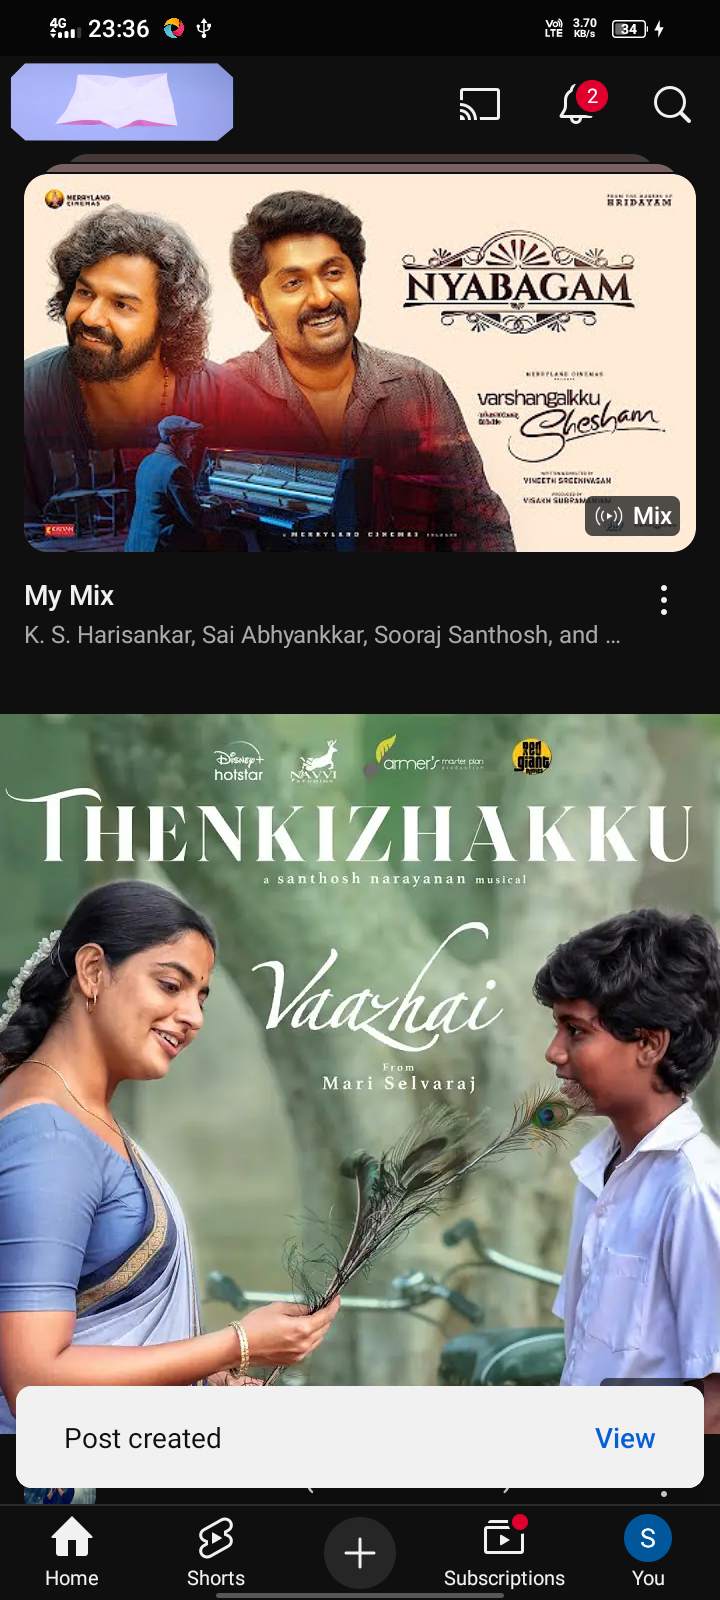 4G 23:36 Vo) LTE 3.70 KB/s 34
2
MERRYLAND CINEMAS
FROM THE MAKERS OF
HRIDAYAM
NYABAGAM
MERRYLAND CINEMAS
varshangalkku
Shesham
WRITTEN & DIRECTED BY
VINEETH SREENIVASAN
PRODUCED BY
VISAKH SUBRAMANIAM
A MERRYLAND CINEMAS RELEASE
Mix
My Mix
K. S. Harisankar, Sai Abhyankkar, Sooraj Santhosh, and ...
Disney+ hotstar
NAVVI STUDIOS
farmer's master plan production
Red Giant MOVIES
THENKIZHAKKU
a santhosh narayanan musical
Vaazhai
From
Mari Selvaraj
Post created View
Home Shorts Subscriptions S You